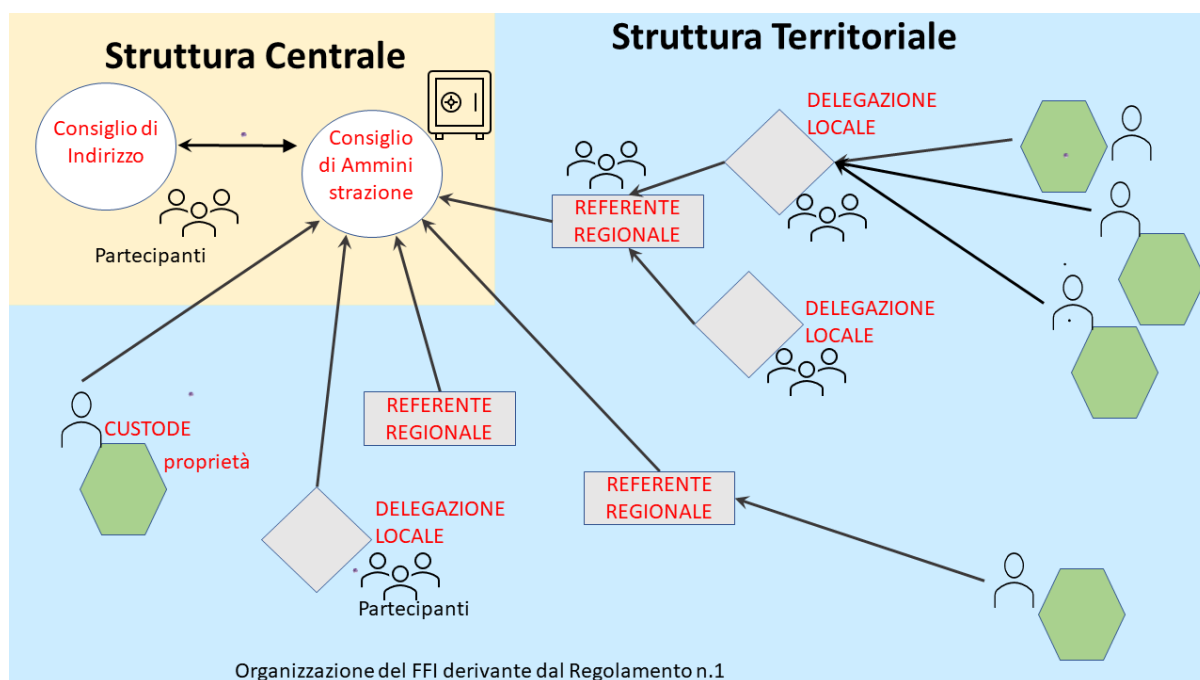 Struttura Centrale
Struttura Territoriale
Consiglio di
Indirizzo
Consiglio
di Ammini
strazione
Partecipanti
DELEGAZIONE
LOCALE
REFERENTE
REGIONALE
DELEGAZIONE
LOCALE
REFERENTE
REGIONALE
CUSTODE
proprietà
REFERENTE
REGIONALE
DELEGAZIONE
LOCALE
Partecipanti
Organizzazione del FFI derivante dal Regolamento n.1